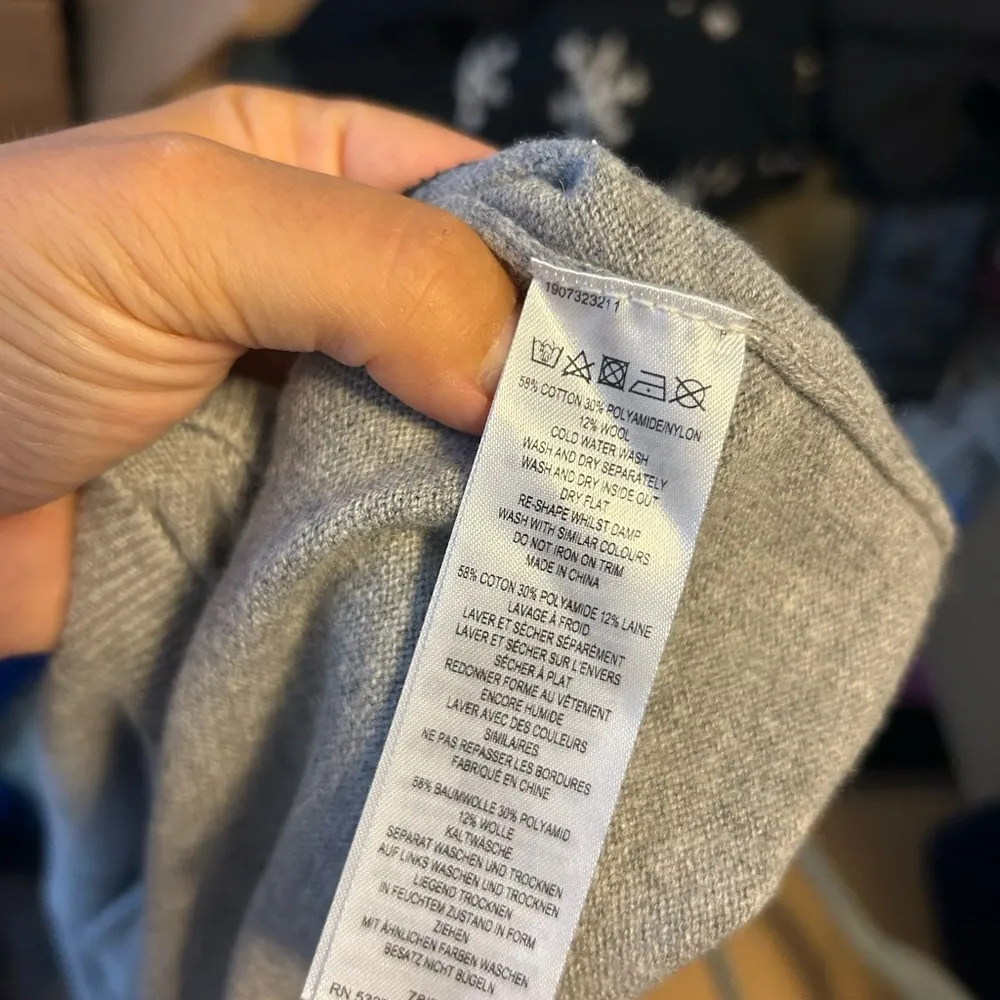 1907323211
58% COTTON 30% POLYAMIDE/NYLON
12% WOOL
COLD WATER WASH
WASH AND DRY SEPARATELY
WASH AND DRY INSIDE OUT
DRY FLAT
RE-SHAPE WHILST DAMP
WASH WITH SIMILAR COLOURS
DO NOT IRON ON TRIM
MADE IN CHINA
58% COTON 30% POLYAMIDE 12% LAINE
LAVAGE À FROID
LAVER ET SÉCHER SÉPARÉMENT
LAVER ET SÉCHER SUR L'ENVERS
SÉCHER À PLAT
REDONNER FORME AU VÊTEMENT
ENCORE HUMIDE
LAVER AVEC DES COULEURS
SIMILAIRES
NE PAS REPASSER LES BORDURES
FABRIQUÉ EN CHINE
58% BAUMWOLLE 30% POLYAMID
12% WOLLE
KALTWÄSCHE
SEPARAT WASCHEN UND TROCKNEN
AUF LINKS WASCHEN UND TROCKNEN
LIEGEND TROCKNEN
IN FEUCHTEM ZUSTAND IN FORM
ZIEHEN
MIT ÄHNLICHEN FARBEN WASCHEN
BESATZ NICHT BÜGELN
RN